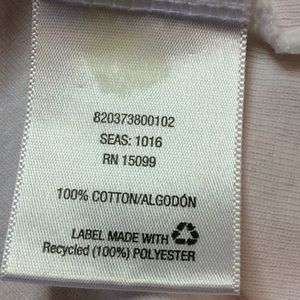 820373800102
SEAS: 1016
RN 15099
100% COTTON/ALGODÓN
LABEL MADE WITH
Recycled (100%) POLYESTER